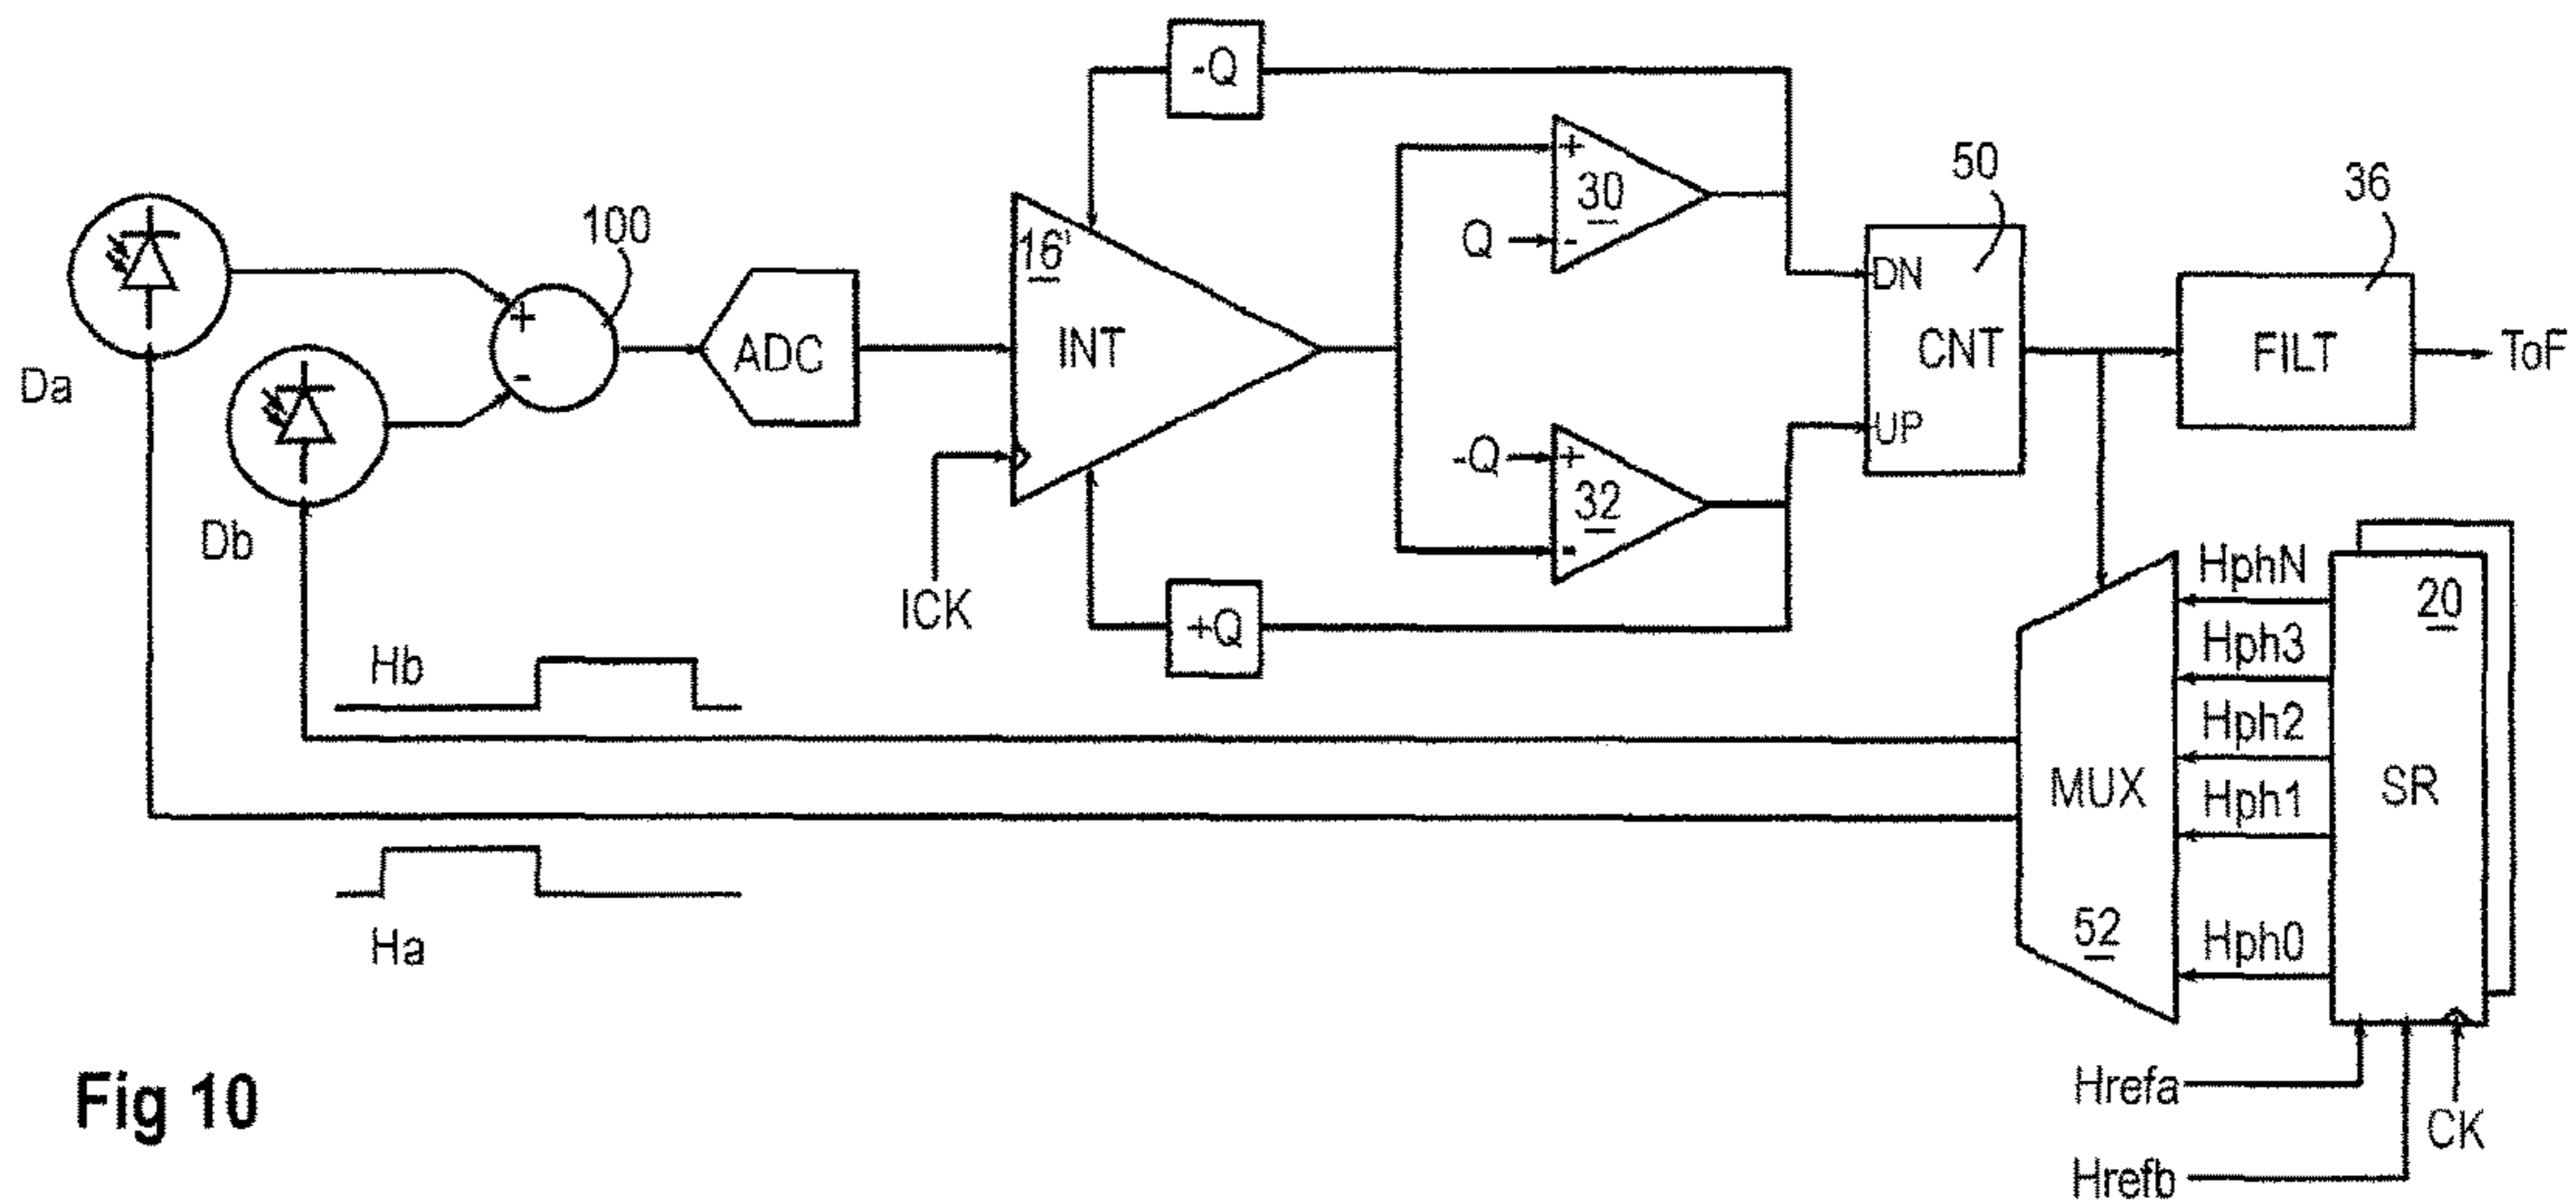 -Q
50
36
+
30
Q
-
100
16'
DN
Da
+
-
ADC
INT
CNT
FILT
ToF
UP
-Q
+
32
-
Db
ICK
+Q
HphN
20
Hph3
Hb
Hph2
MUX
Hph1
SR
52
Hph0
Ha
Hrefa
CK
Hrefb
Fig 10